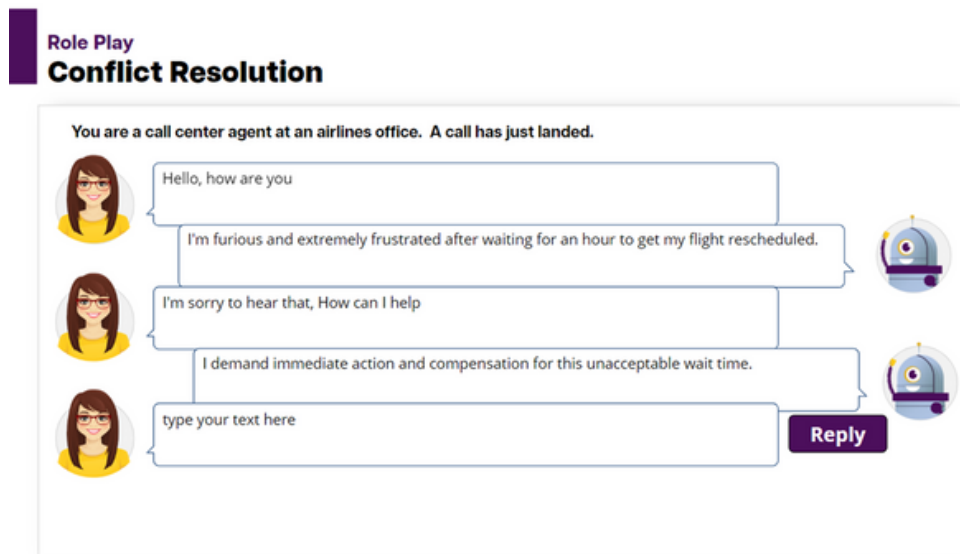 Role Play
Conflict Resolution
You are a call center agent at an airlines office. A call has just landed.
Hello, how are you
I'm furious and extremely frustrated after waiting for an hour to get my flight rescheduled.
I'm sorry to hear that, How can I help
I demand immediate action and compensation for this unacceptable wait time.
type your text here
Reply